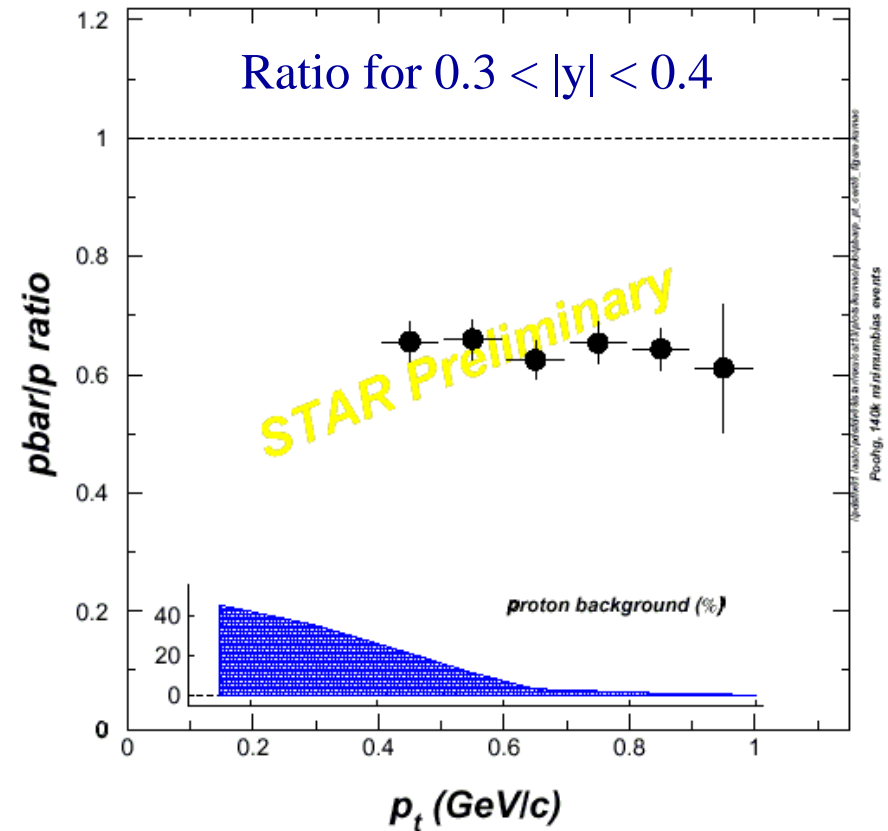 Ratio for 0.3 < |y| < 0.4
1.2
1
0.8
0.6
0.4
0.2
0
pbar/p ratio
STAR Preliminary
proton background (%)
40
20
0
0
0.2
0.4
0.6
0.8
1
pt (GeV/c)
Poohg, 140k minimumbias events